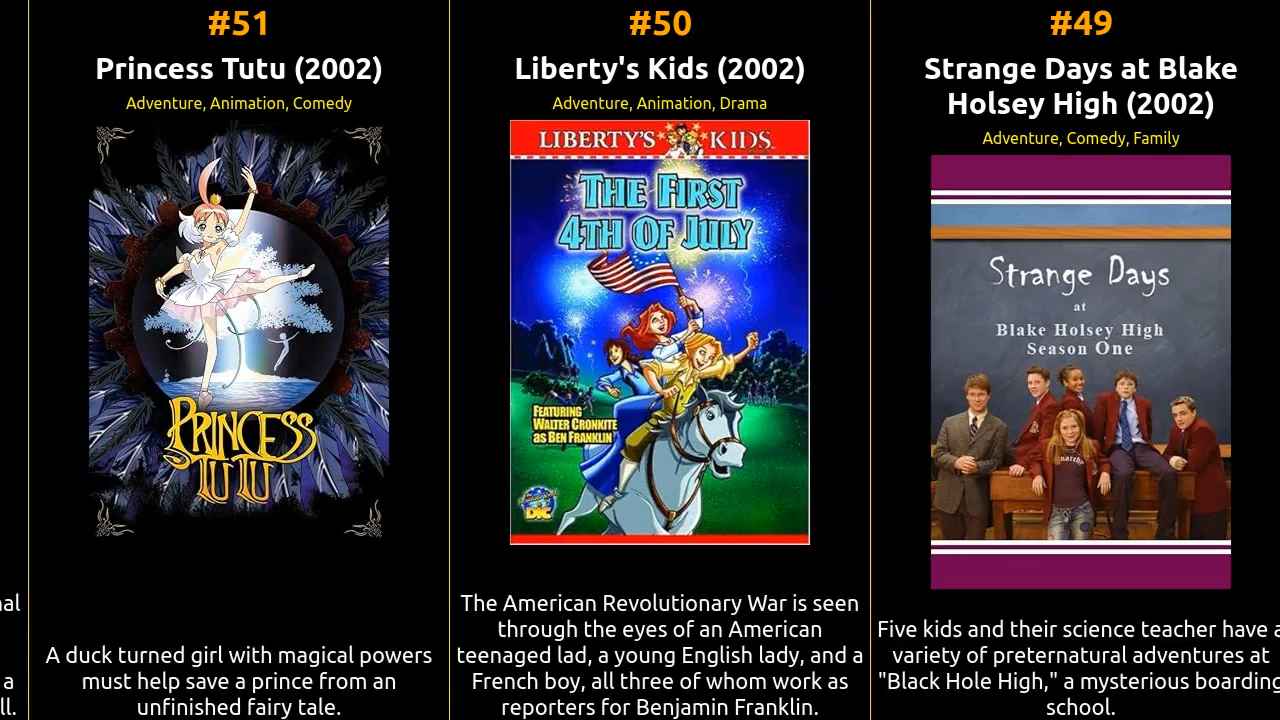 #51
Princess Tutu (2002)
Adventure, Animation, Comedy
PRINCESS
TUTU
A duck turned girl with magical powers
must help save a prince from an
unfinished fairy tale.
#50
Liberty's Kids (2002)
Adventure, Animation, Drama
LIBERTY'S KIDS
THE FIRST
4TH OF JULY
FEATURING
WALTER CRONKITE
AS BEN FRANKLIN
DIC
The American Revolutionary War is seen
through the eyes of an American
teenaged lad, a young English lady, and a
French boy, all three of whom work as
reporters for Benjamin Franklin.
#49
Strange Days at Blake
Holsey High (2002)
Adventure, Comedy, Family
Strange Days
at
Blake Holsey High
Season One
Five kids and their science teacher have a
variety of preternatural adventures at
"Black Hole High," a mysterious boarding
school.
a